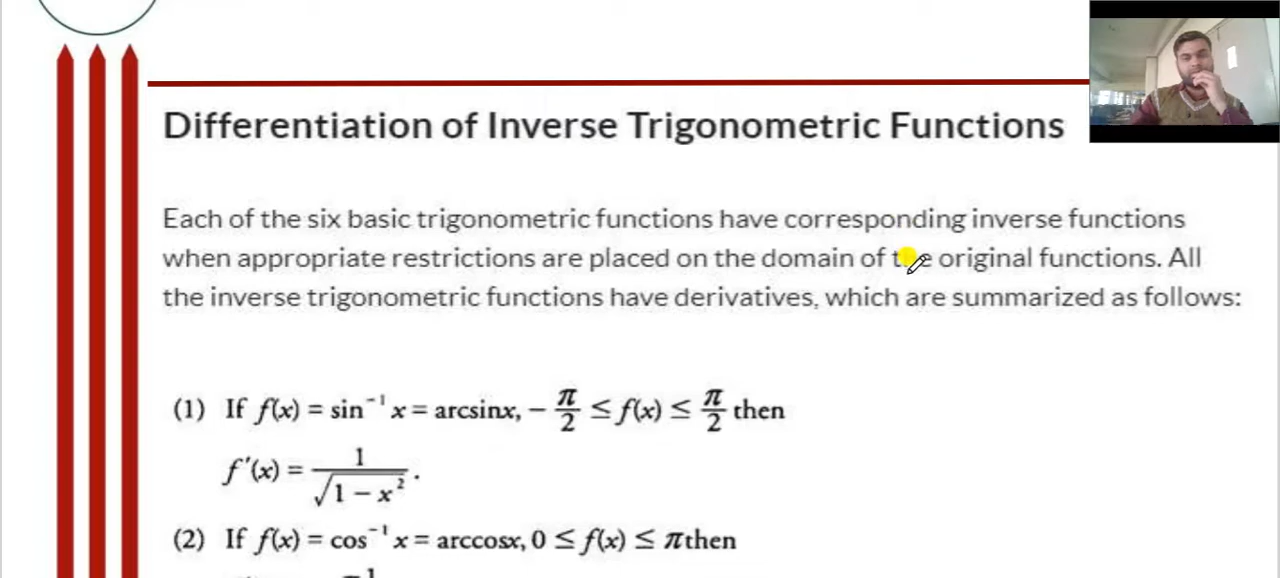 Differentiation of Inverse Trigonometric Functions
Each of the six basic trigonometric functions have corresponding inverse functions
when appropriate restrictions are placed on the domain of the original functions. All
the inverse trigonometric functions have derivatives, which are summarized as follows:
(1) If f(x) = sin⁻¹ x = arcsinx, − π/2 ≤ f(x) ≤ π/2 then
f′(x) = 1/√(1 − x²) .
(2) If f(x) = cos⁻¹ x = arccosx, 0 ≤ f(x) ≤ π then